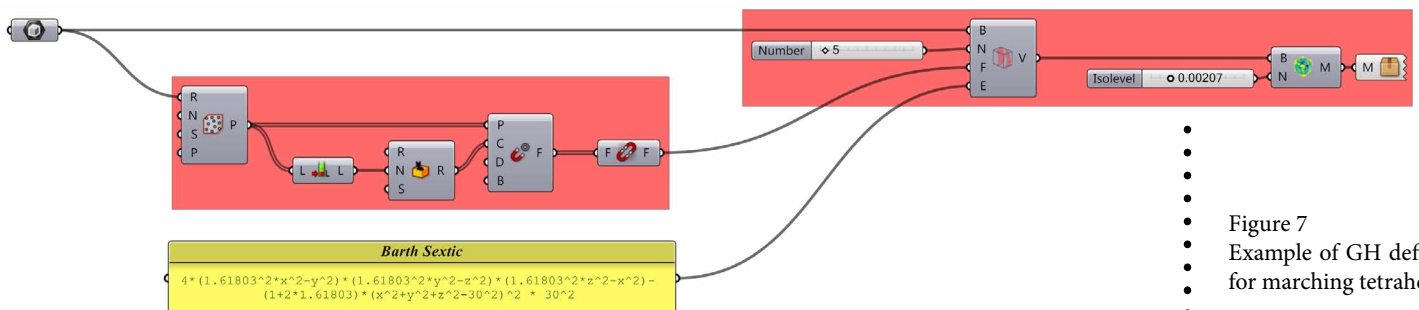 B
N
F
E
V
Number ◇ 5
Isolevel 0.00207
B
N
M
M
R
N
S
P
P
L L
R
N
S
R
P
C
D
B
F
F F
Barth Sextic
4*(1.61803^2*x^2-y^2)*(1.61803^2*y^2-z^2)*(1.61803^2*z^2-x^2)-
(1+2*1.61803)*(x^2+y^2+z^2-30^2)^2 * 30^2
Figure 7
Example of GH def
for marching tetrah